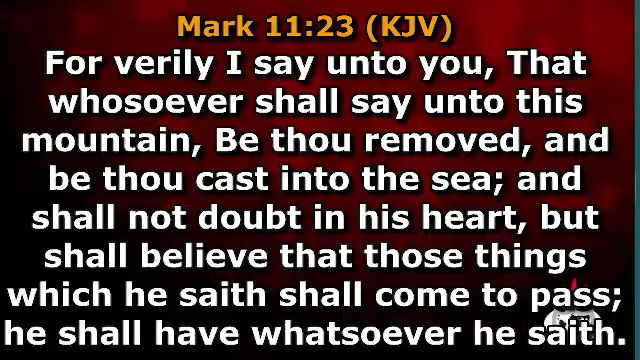 Mark 11:23 (KJV)
For verily I say unto you, That
whosoever shall say unto this
mountain, Be thou removed, and
be thou cast into the sea; and
shall not doubt in his heart, but
shall believe that those things
which he saith shall come to pass;
he shall have whatsoever he saith.